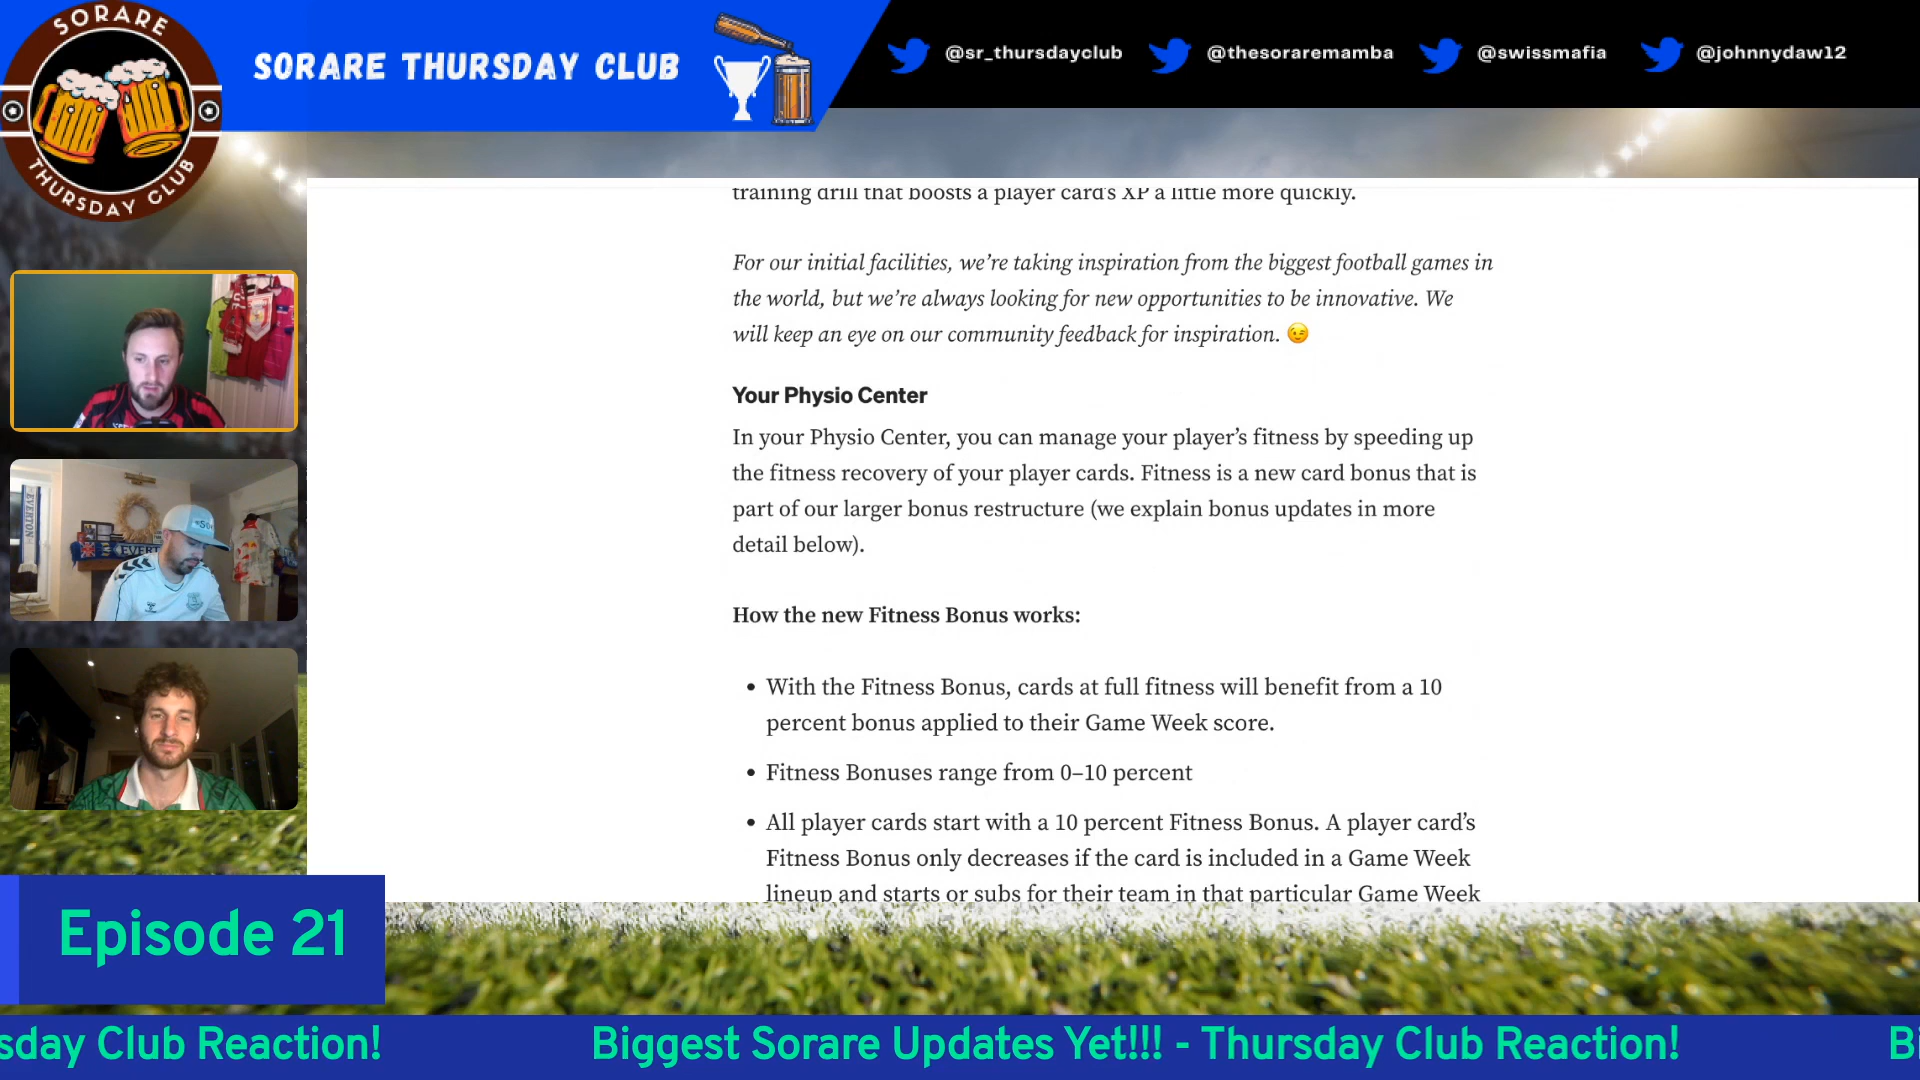 SORARE
THURSDAY CLUB
SORARE THURSDAY CLUB
@sr_thursdayclub
@thesoraremamba
@swissmafia
@johnnydaw12
training drill that boosts a player card's XP a little more quickly.
For our initial facilities, we’re taking inspiration from the biggest football games in
the world, but we’re always looking for new opportunities to be innovative. We
will keep an eye on our community feedback for inspiration. 😉
Your Physio Center
In your Physio Center, you can manage your player’s fitness by speeding up
the fitness recovery of your player cards. Fitness is a new card bonus that is
part of our larger bonus restructure (we explain bonus updates in more
detail below).
How the new Fitness Bonus works:
• With the Fitness Bonus, cards at full fitness will benefit from a 10
percent bonus applied to their Game Week score.
• Fitness Bonuses range from 0–10 percent
• All player cards start with a 10 percent Fitness Bonus. A player card’s
Fitness Bonus only decreases if the card is included in a Game Week
lineup and starts or subs for their team in that particular Game Week
EVERTON
EVERT
Episode 21
sday Club Reaction!
Biggest Sorare Updates Yet!!! - Thursday Club Reaction!
Bi